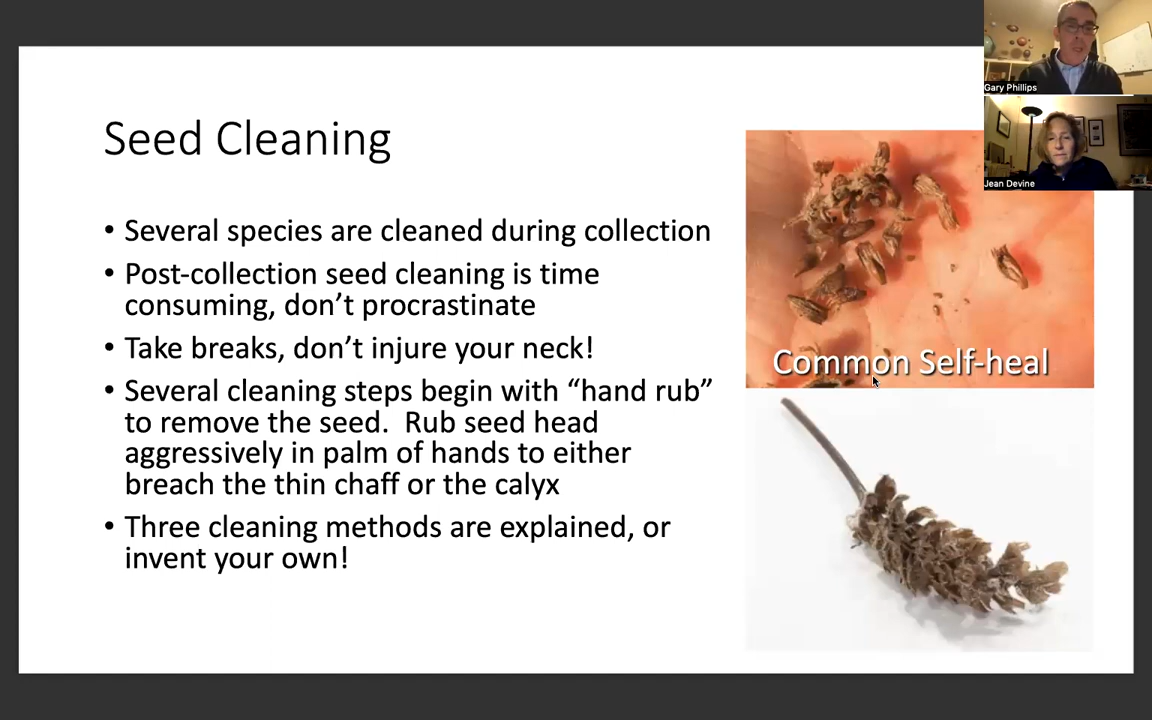 Seed Cleaning
• Several species are cleaned during collection
• Post-collection seed cleaning is time
consuming, don’t procrastinate
• Take breaks, don’t injure your neck!
• Several cleaning steps begin with “hand rub”
to remove the seed.  Rub seed head
aggressively in palm of hands to either
breach the thin chaff or the calyx
• Three cleaning methods are explained, or
invent your own!
Common Self-heal
Gary Phillips
Jean Devine